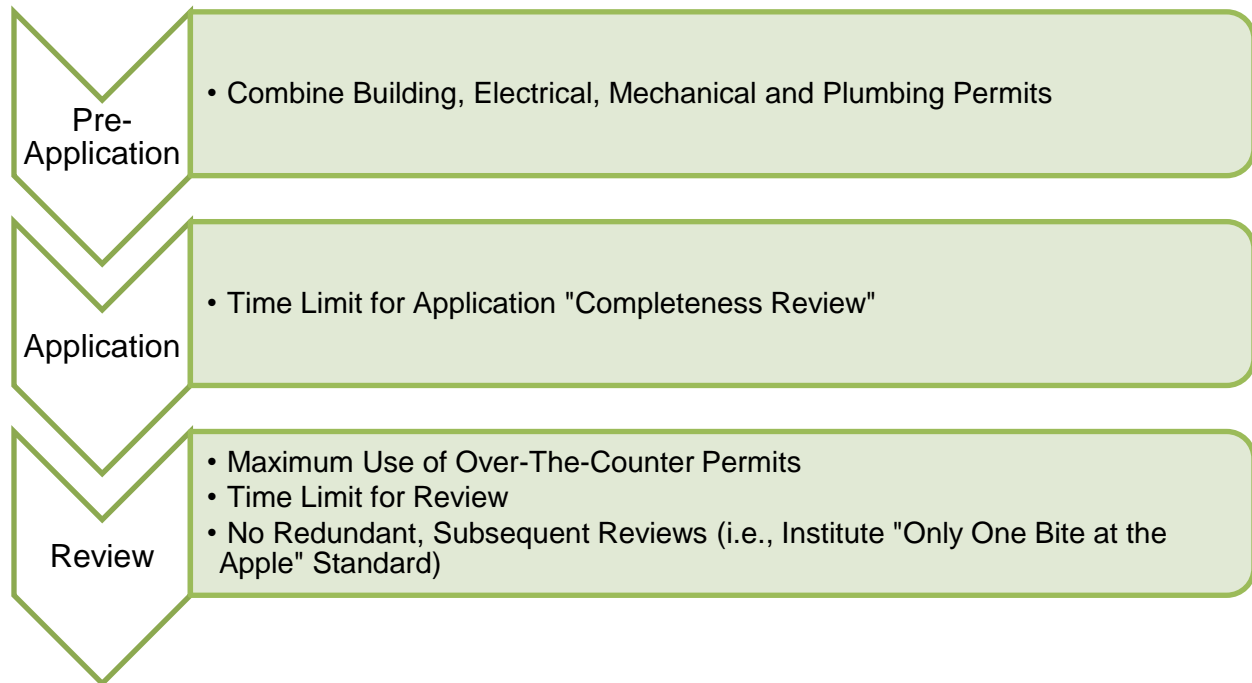 Pre-
Application
• Combine Building, Electrical, Mechanical and Plumbing Permits
Application
• Time Limit for Application "Completeness Review"
Review
• Maximum Use of Over-The-Counter Permits
• Time Limit for Review
• No Redundant, Subsequent Reviews (i.e., Institute "Only One Bite at the
Apple" Standard)